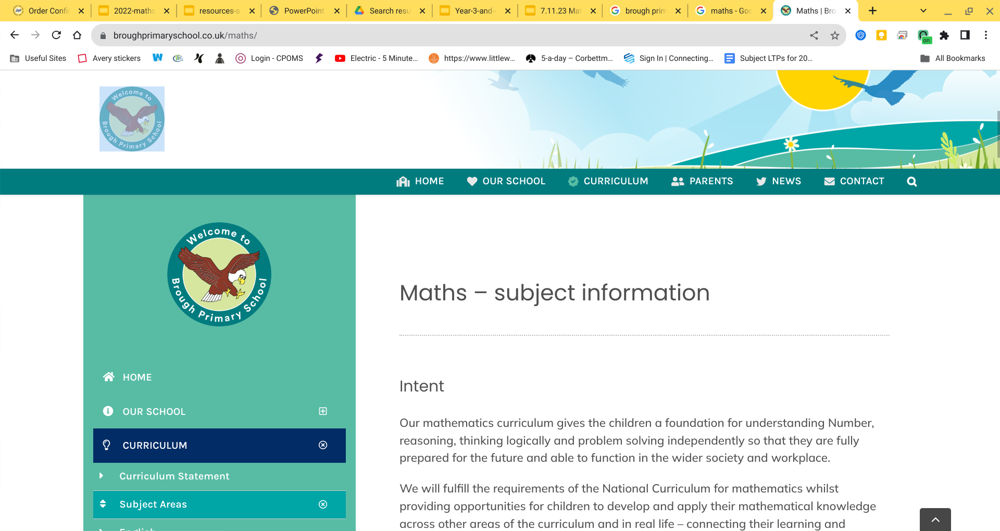 Order Confi
2022-maths
resources-a
PowerPoint
Search resu
Year-3-and-
7.11.23 Mat
brough prim
maths - Goo
Maths | Bro
broughprimaryschool.co.uk/maths/
on
Useful Sites
Avery stickers
Login - CPOMS
Electric - 5 Minute...
https://www.littlew...
5-a-day – Corbettm...
Sign In | Connecting...
Subject LTPs for 20...
All Bookmarks
Welcome to
Brough Primary School
HOME
OUR SCHOOL
CURRICULUM
PARENTS
NEWS
CONTACT
Welcome to
Brough Primary School
HOME
OUR SCHOOL
CURRICULUM
Curriculum Statement
Subject Areas
English
Maths – subject information
Intent
Our mathematics curriculum gives the children a foundation for understanding Number,
reasoning, thinking logically and problem solving independently so that they are fully
prepared for the future and able to function in the wider society and workplace.
We will fulfill the requirements of the National Curriculum for mathematics whilst
providing opportunities for children to develop and apply their mathematical knowledge
across other areas of the curriculum and in real life – connecting their learning and